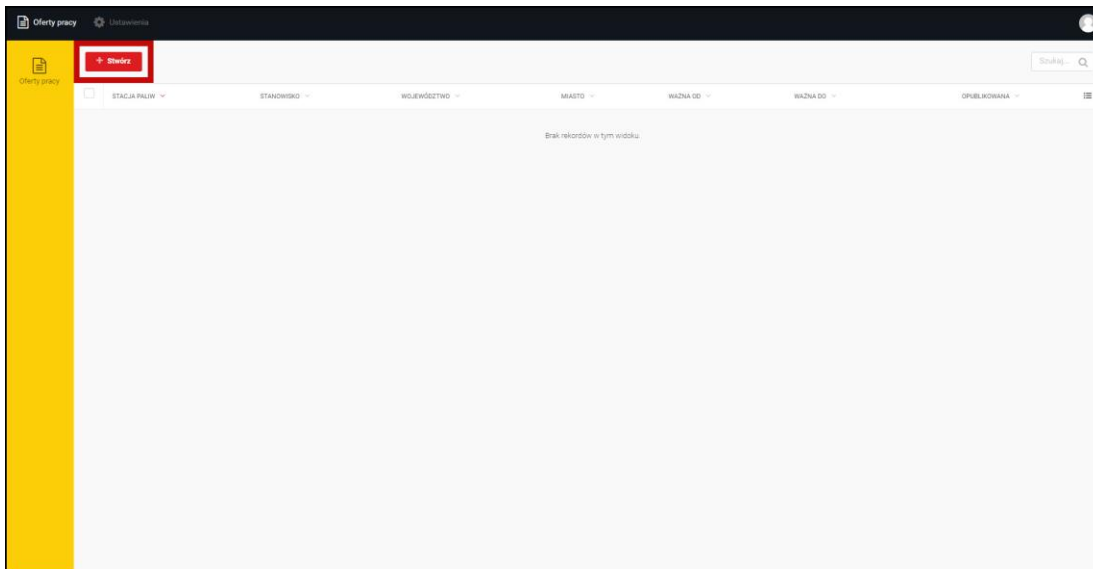 Oferty pracy Ustawienia
Oferty pracy
+ Stwórz
Szukaj...
STACJA PALIW STANOWISKO WOJEWÓDZTWO MIASTO WAŻNA OD WAŻNA DO OPUBLIKOWANA
Brak rekordów w tym widoku.